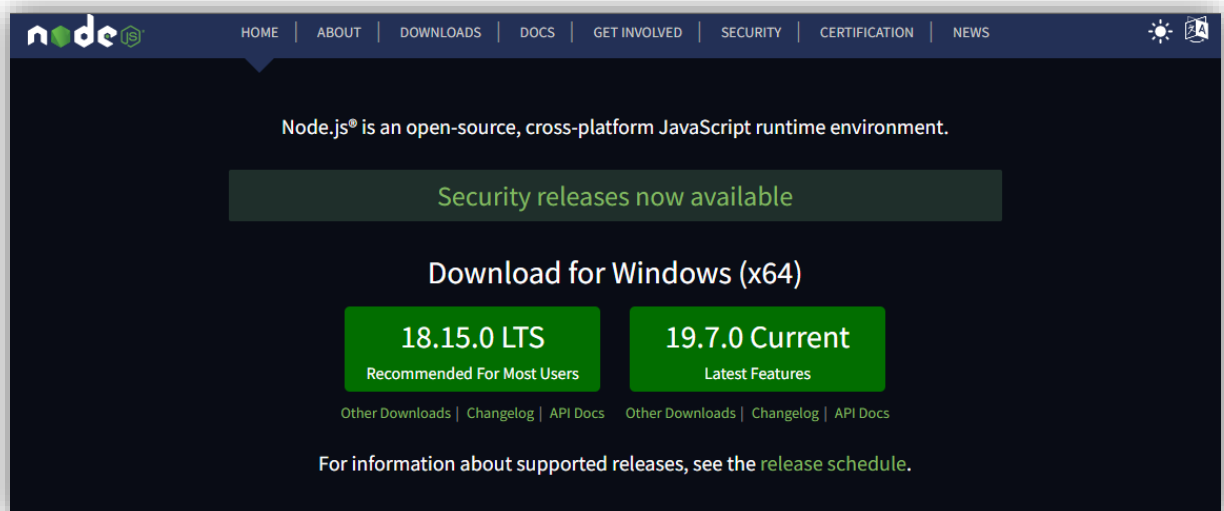 node JS
HOME | ABOUT | DOWNLOADS | DOCS | GET INVOLVED | SECURITY | CERTIFICATION | NEWS
Node.js® is an open-source, cross-platform JavaScript runtime environment.
Security releases now available
Download for Windows (x64)
18.15.0 LTS
Recommended For Most Users
19.7.0 Current
Latest Features
Other Downloads | Changelog | API Docs
Other Downloads | Changelog | API Docs
For information about supported releases, see the release schedule.